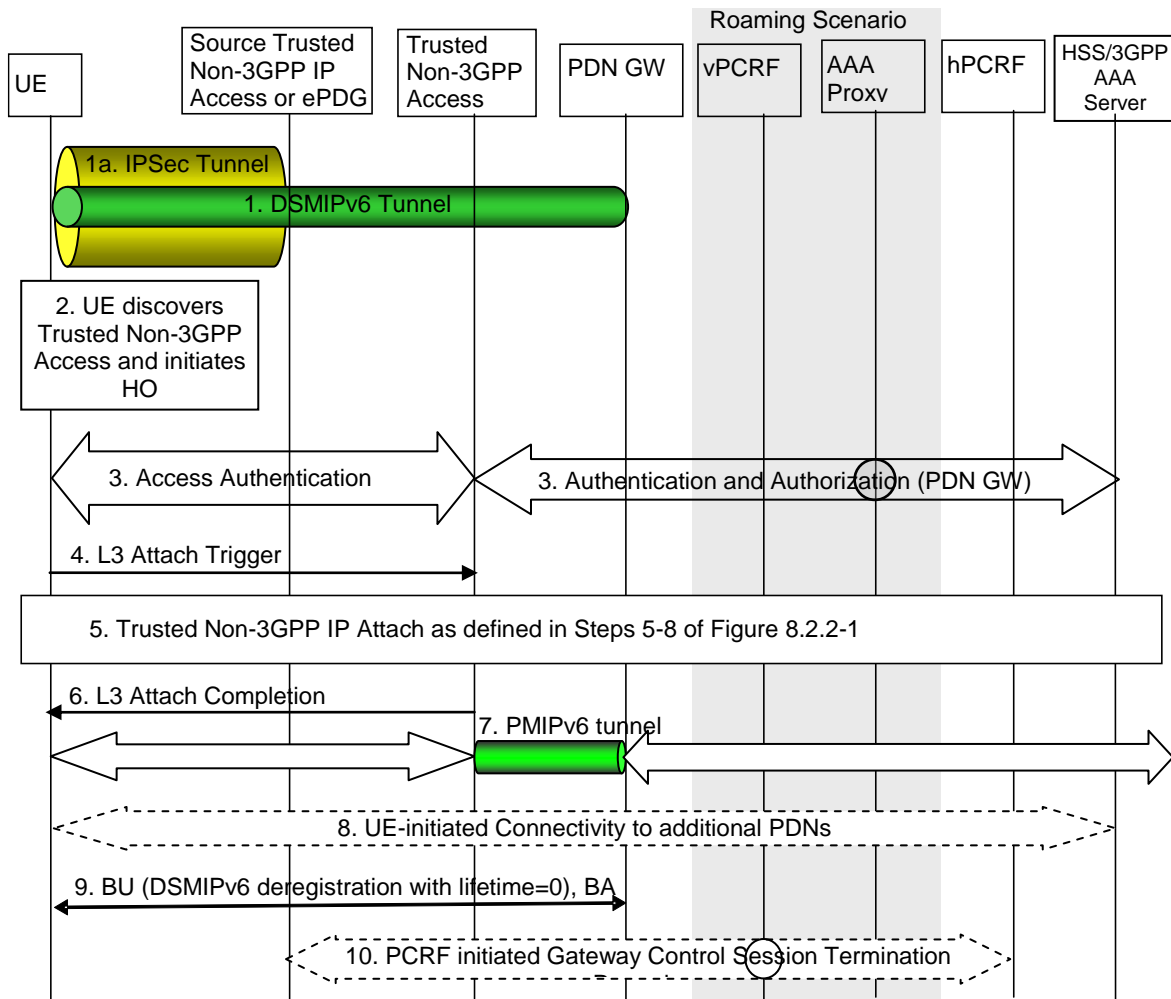 Roaming Scenario
UE
Source Trusted
Non-3GPP IP
Access or ePDG
Trusted
Non-3GPP
Access
PDN GW
vPCRF
AAA
Proxy
hPCRF
HSS/3GPP
AAA
Server
1a. IPSec Tunnel
1. DSMIPv6 Tunnel
2. UE discovers
Trusted Non-3GPP
Access and initiates
HO
3. Access Authentication
3. Authentication and Authorization (PDN GW)
4. L3 Attach Trigger
5. Trusted Non-3GPP IP Attach as defined in Steps 5-8 of Figure 8.2.2-1
6. L3 Attach Completion
7. PMIPv6 tunnel
8. UE-initiated Connectivity to additional PDNs
9. BU (DSMIPv6 deregistration with lifetime=0), BA
10. PCRF initiated Gateway Control Session Termination